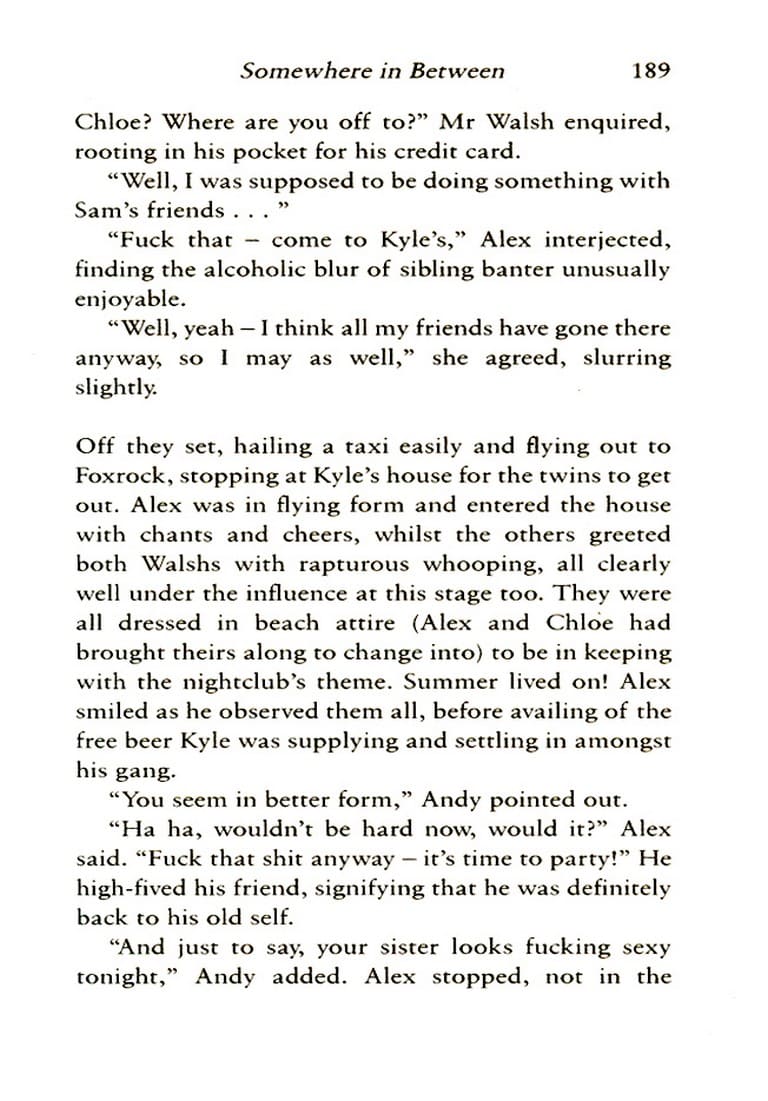 Somewhere in Between 189
Chloe? Where are you off to?” Mr Walsh enquired,
rooting in his pocket for his credit card.
“Well, I was supposed to be doing something with
Sam’s friends . . . ”
“Fuck that – come to Kyle’s,” Alex interjected,
finding the alcoholic blur of sibling banter unusually
enjoyable.
“Well, yeah – I think all my friends have gone there
anyway, so I may as well,” she agreed, slurring
slightly.
Off they set, hailing a taxi easily and flying out to
Foxrock, stopping at Kyle’s house for the twins to get
out. Alex was in flying form and entered the house
with chants and cheers, whilst the others greeted
both Walshs with rapturous whooping, all clearly
well under the influence at this stage too. They were
all dressed in beach attire (Alex and Chloe had
brought theirs along to change into) to be in keeping
with the nightclub’s theme. Summer lived on! Alex
smiled as he observed them all, before availing of the
free beer Kyle was supplying and settling in amongst
his gang.
“You seem in better form,” Andy pointed out.
“Ha ha, wouldn’t be hard now, would it?” Alex
said. “Fuck that shit anyway – it’s time to party!” He
high-fived his friend, signifying that he was definitely
back to his old self.
“And just to say, your sister looks fucking sexy
tonight,” Andy added. Alex stopped, not in the